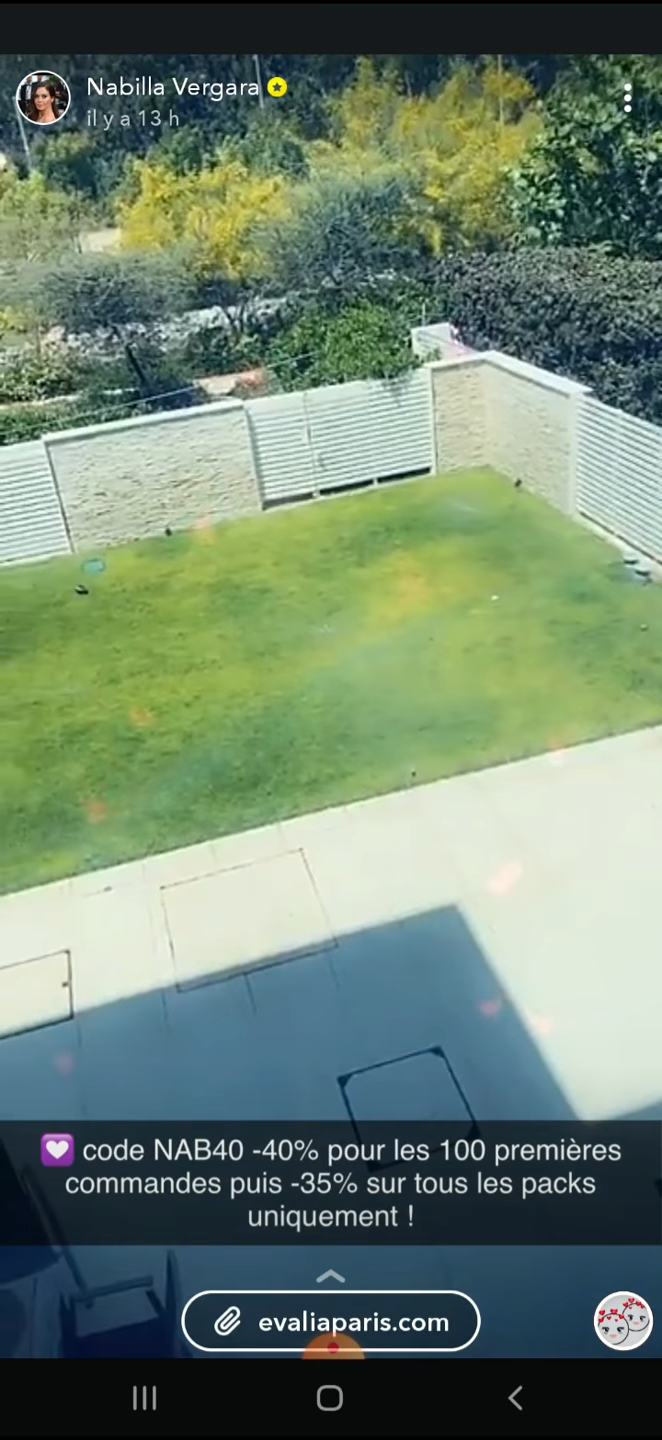 Nabilla Vergara
il y a 13 h
💜 code NAB40 -40% pour les 100 premières
commandes puis -35% sur tous les packs
uniquement !
evaliaparis.com